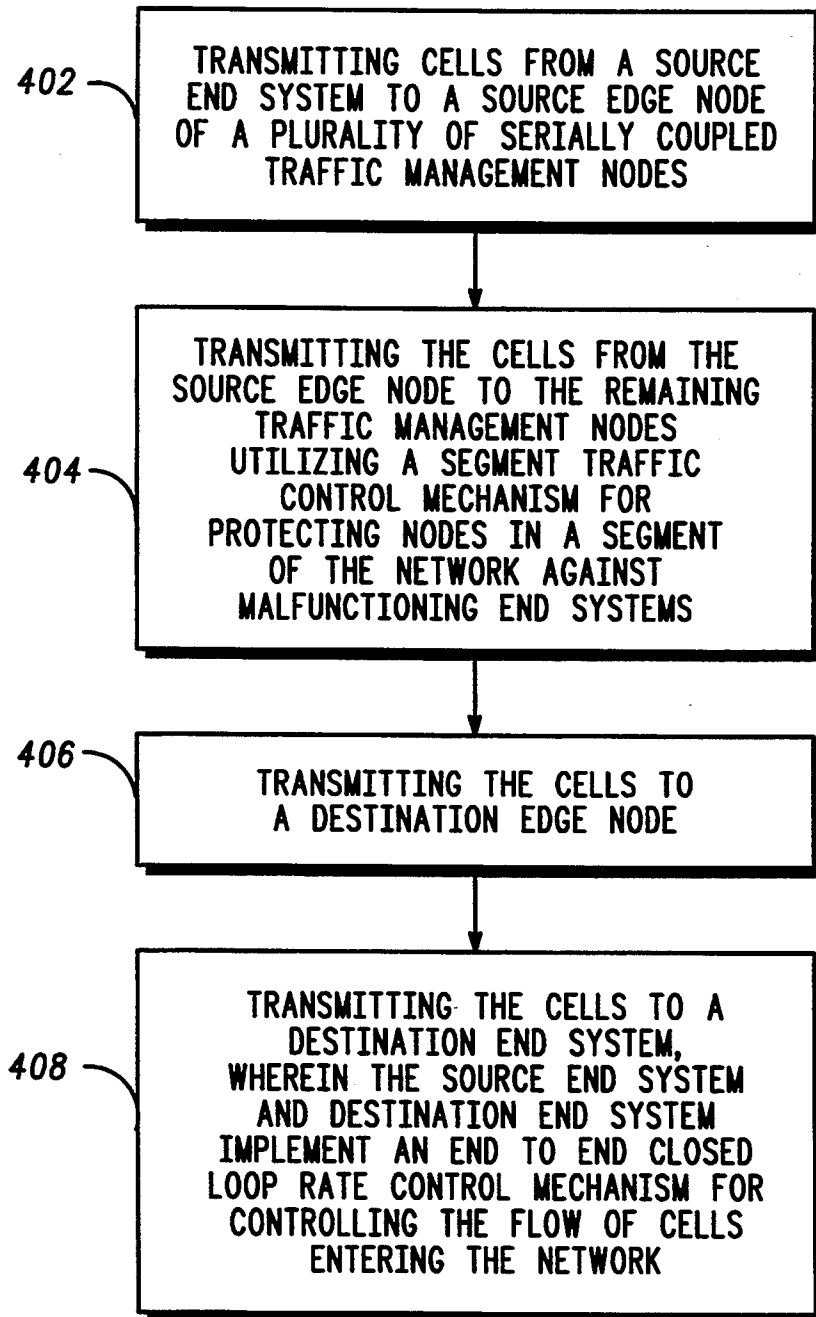 402
TRANSMITTING CELLS FROM A SOURCE
END SYSTEM TO A SOURCE EDGE NODE
OF A PLURALITY OF SERIALLY COUPLED
TRAFFIC MANAGEMENT NODES
404
TRANSMITTING THE CELLS FROM THE
SOURCE EDGE NODE TO THE REMAINING
TRAFFIC MANAGEMENT NODES
UTILIZING A SEGMENT TRAFFIC
CONTROL MECHANISM FOR
PROTECTING NODES IN A SEGMENT
OF THE NETWORK AGAINST
MALFUNCTIONING END SYSTEMS
406
TRANSMITTING THE CELLS TO
A DESTINATION EDGE NODE
408
TRANSMITTING THE CELLS TO A
DESTINATION END SYSTEM,
WHEREIN THE SOURCE END SYSTEM
AND DESTINATION END SYSTEM
IMPLEMENT AN END TO END CLOSED
LOOP RATE CONTROL MECHANISM FOR
CONTROLLING THE FLOW OF CELLS
ENTERING THE NETWORK